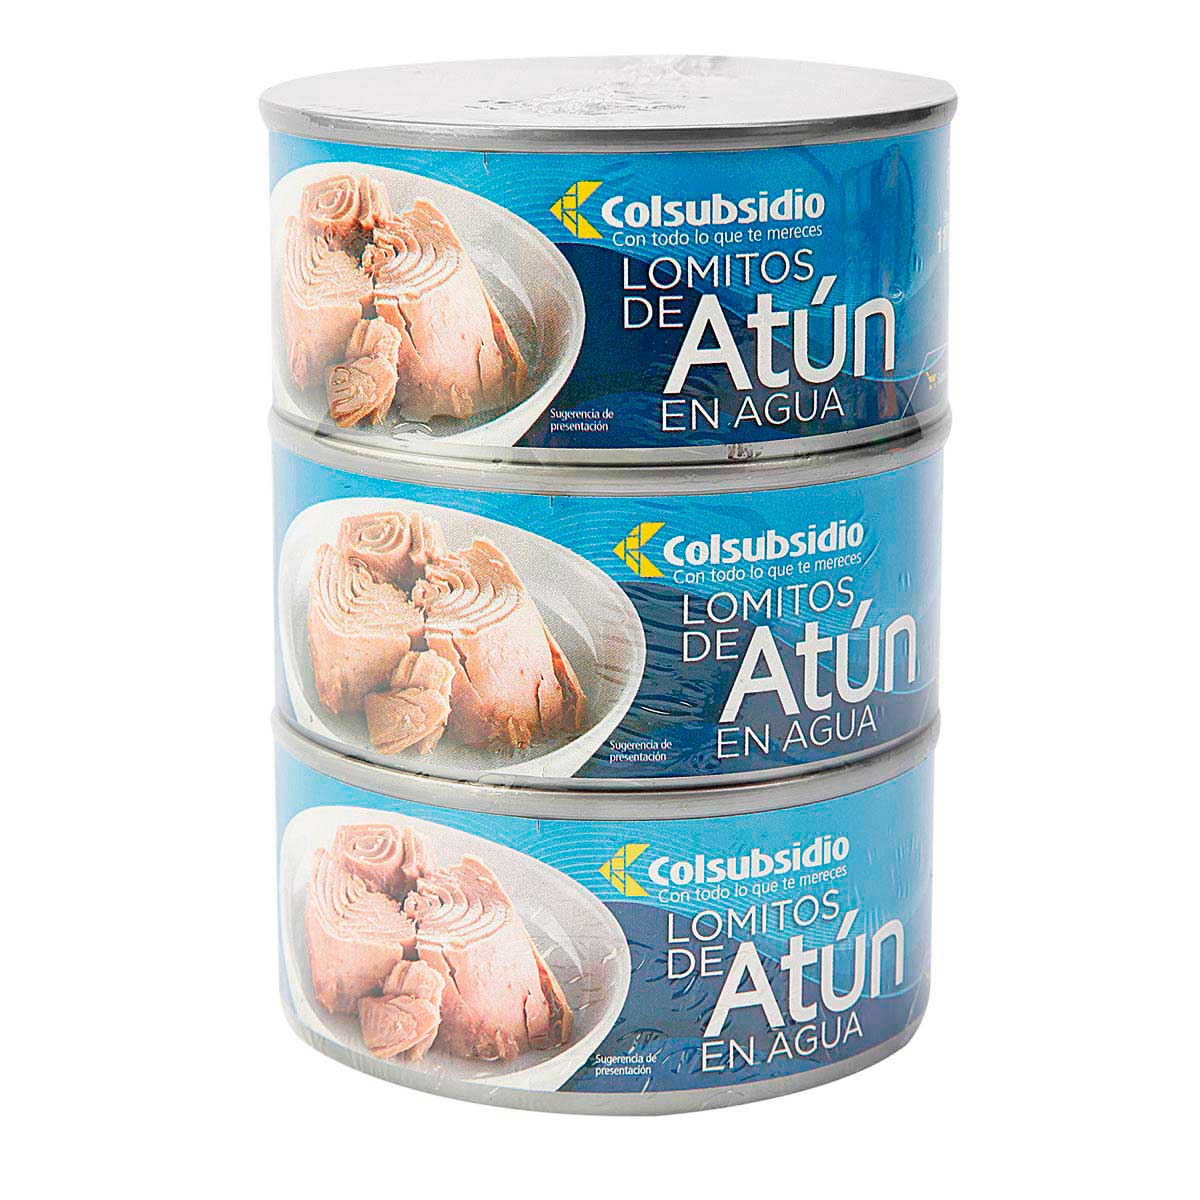 Colsubsidio
Con todo lo que te mereces
LOMITOS
DE Atún
EN AGUA
Sugerencia de
presentación
Colsubsidio
Con todo lo que te mereces
LOMITOS
DE Atún
EN AGUA
Sugerencia de
presentación
Colsubsidio
Con todo lo que te mereces
LOMITOS
DE Atún
EN AGUA
Sugerencia de
presentación